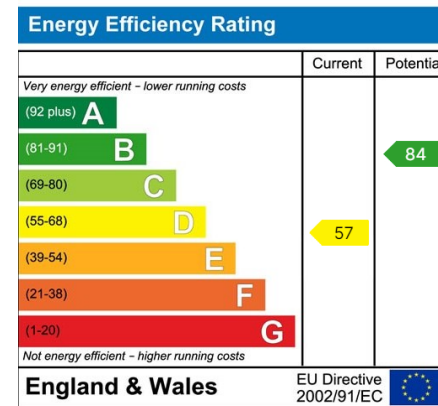 Energy Efficiency Rating
Current Potentia
Very energy efficient – lower running costs
(92 plus) A
(81-91) B 84
(69-80) C
(55-68) D 57
(39-54) E
(21-38) F
(1-20) G
Not energy efficient – higher running costs
England & Wales EU Directive
2002/91/EC